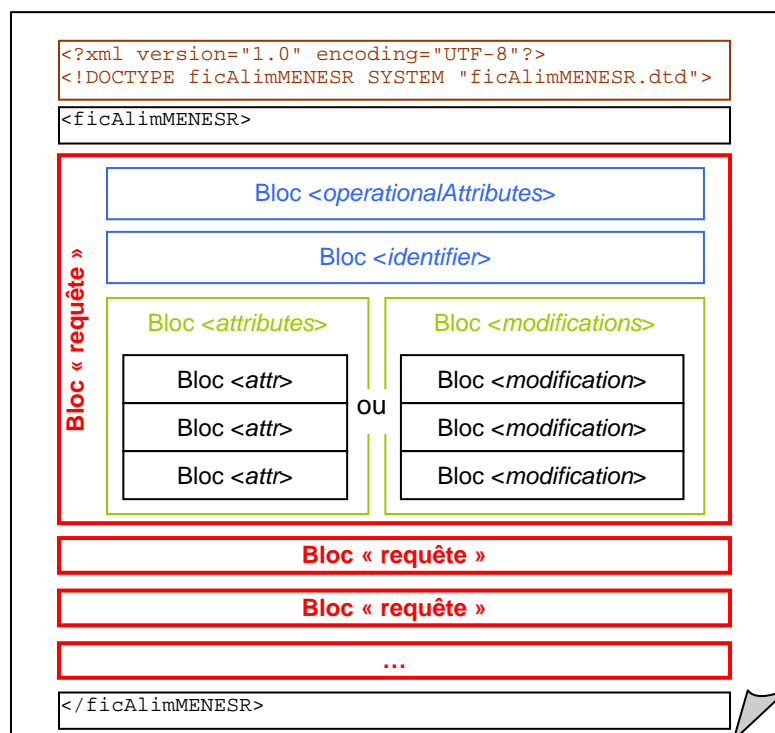 <?xml version="1.0" encoding="UTF-8"?>
<!DOCTYPE ficAlimMENESR SYSTEM "ficAlimMENESR.dtd">
<ficAlimMENESR>
Bloc « requête »
Bloc <operationalAttributes>
Bloc <identifier>
Bloc <attributes>
Bloc <attr>
Bloc <attr>
Bloc <attr>
ou
Bloc <modifications>
Bloc <modification>
Bloc <modification>
Bloc <modification>
Bloc « requête »
Bloc « requête »
...
</ficAlimMENESR>